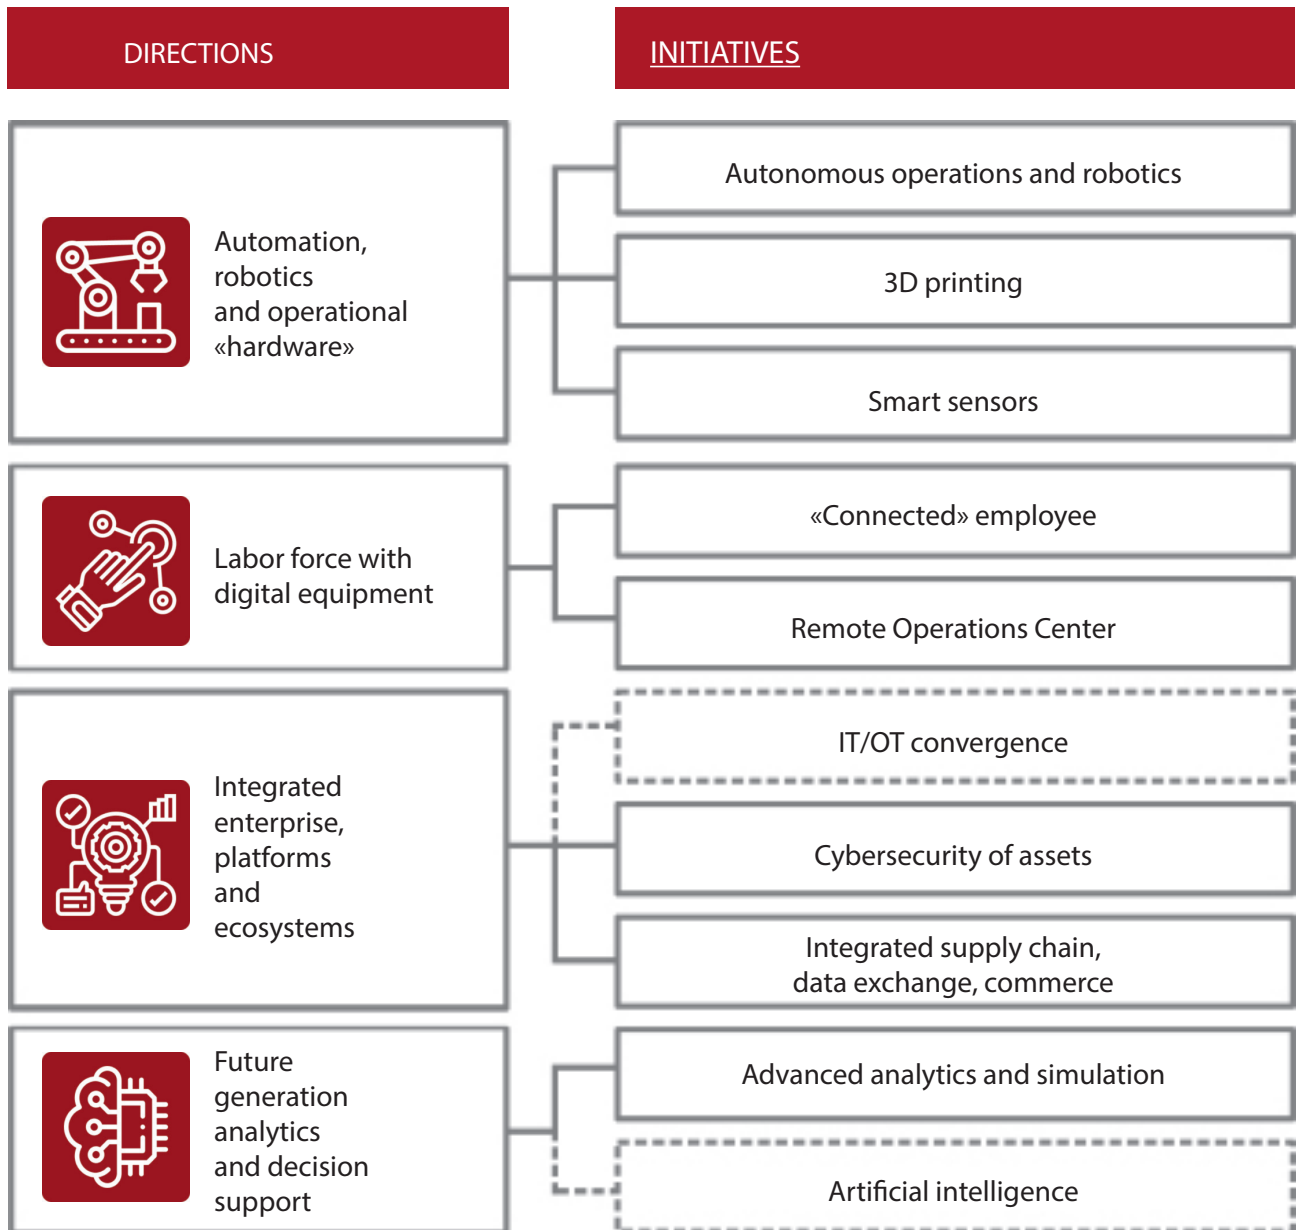 DIRECTIONS
INITIATIVES
Automation,
robotics
and operational
«hardware»
Autonomous operations and robotics
3D printing
Smart sensors
Labor force with
digital equipment
«Connected» employee
Remote Operations Center
Integrated
enterprise,
platforms
and
ecosystems
IT/OT convergence
Cybersecurity of assets
Integrated supply chain,
data exchange, commerce
Future
generation
analytics
and decision
support
Advanced analytics and simulation
Artificial intelligence